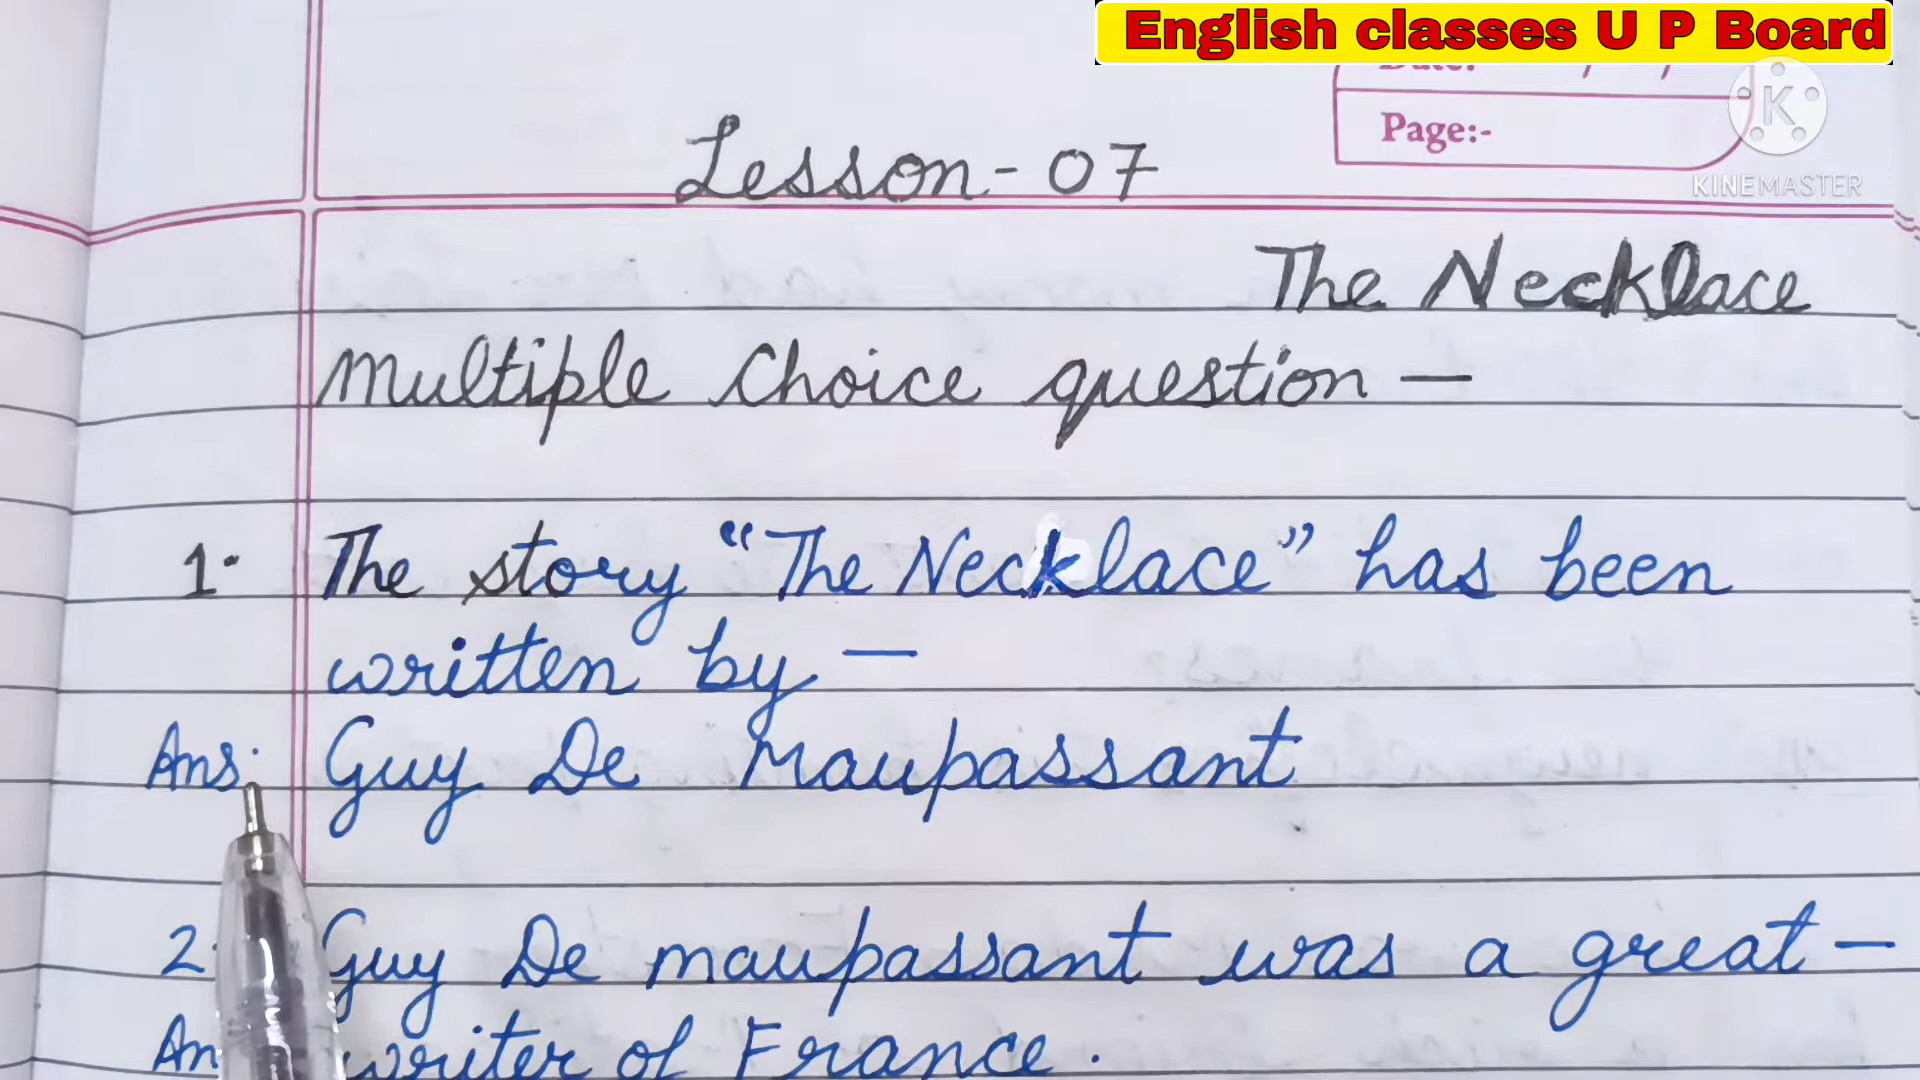 English classes U P Board
Page:-
KINEMASTER
Lesson - 07
The Necklace
Multiple Choice question —
1. The story "The Necklace" has been
written by —
Ans. Guy De Maupassant
2. Guy De maupassant was a great —
An writer of France.